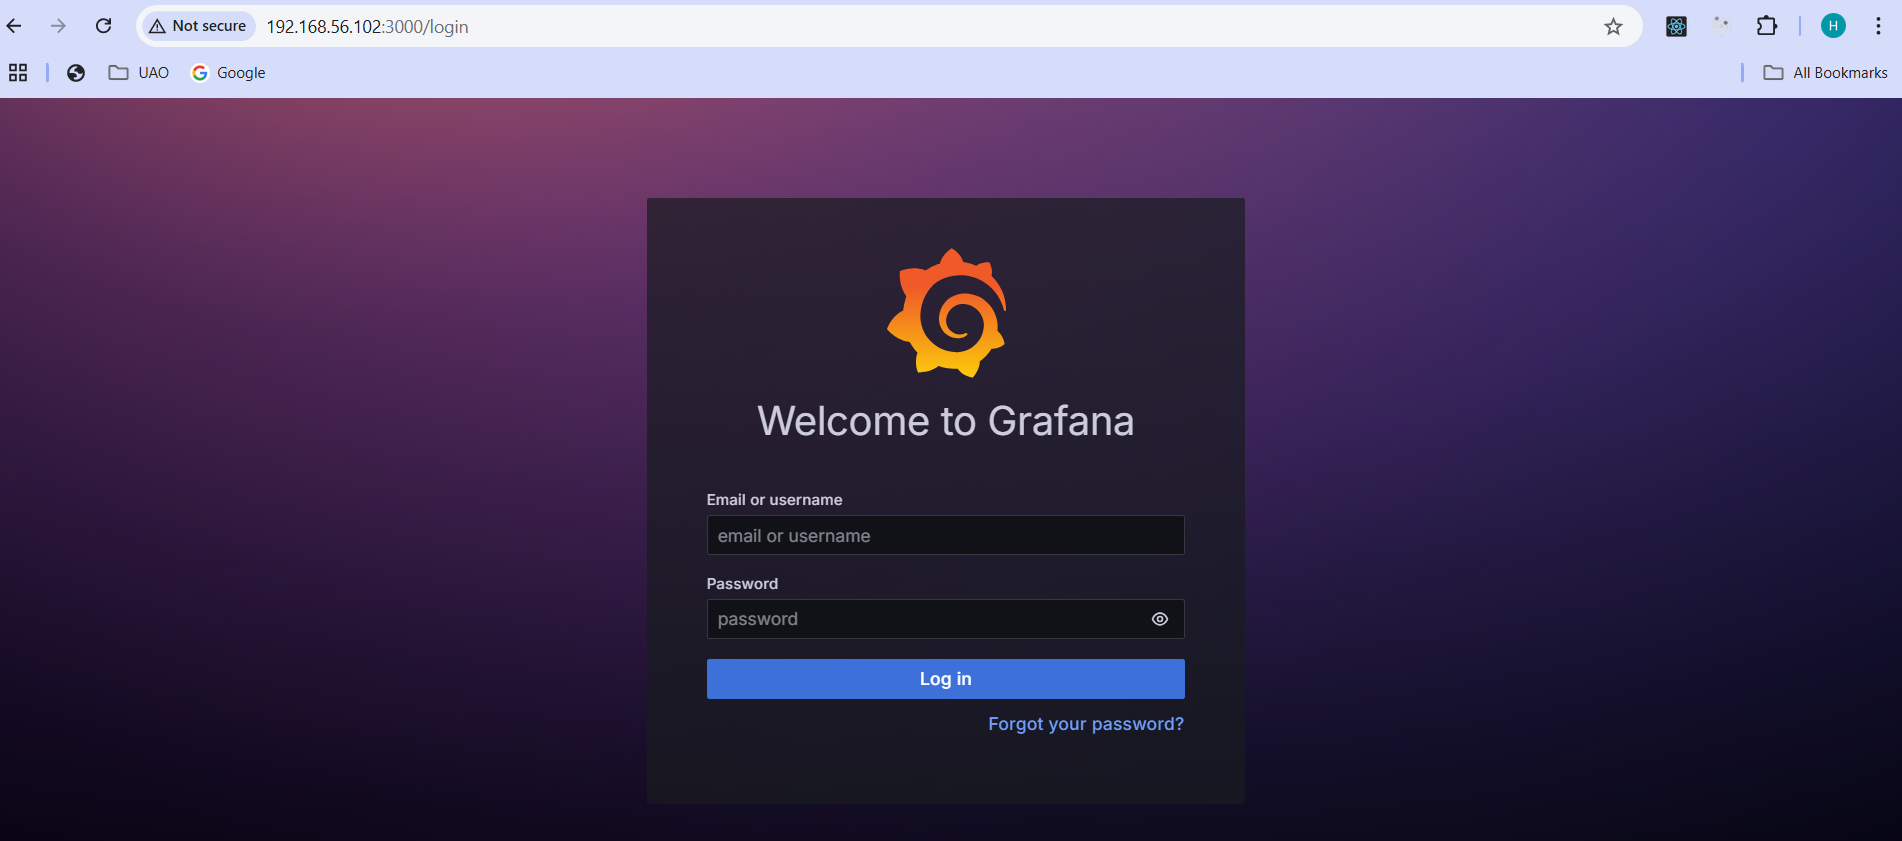 Not secure 192.168.56.102:3000/login H
UAO Google All Bookmarks
Welcome to Grafana
Email or username
email or username
Password
password
Log in
Forgot your password?